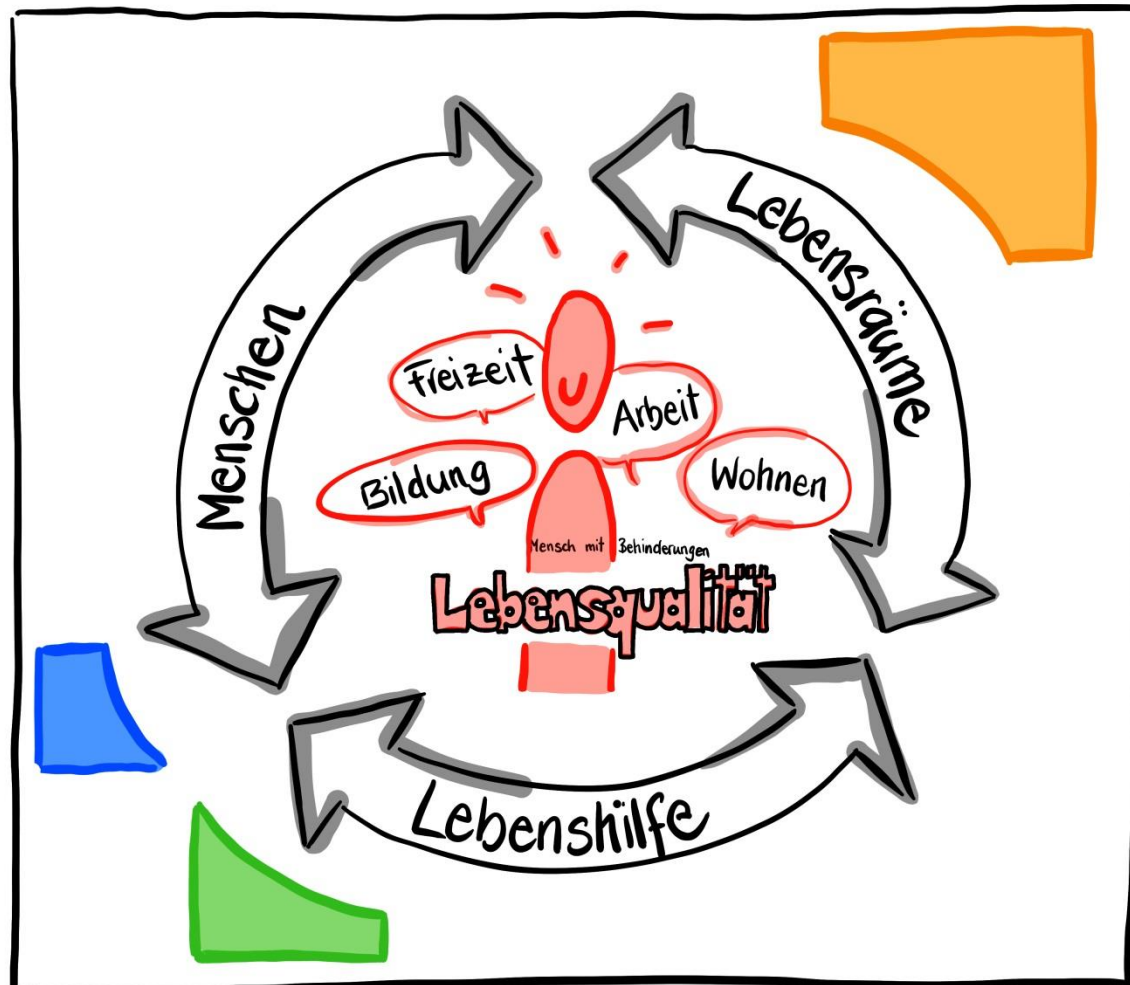 Menschen
Lebensräume
Freizeit
Arbeit
Bildung
Wohnen
Mensch mit Behinderungen
Lebensqualität
Lebenshilfe